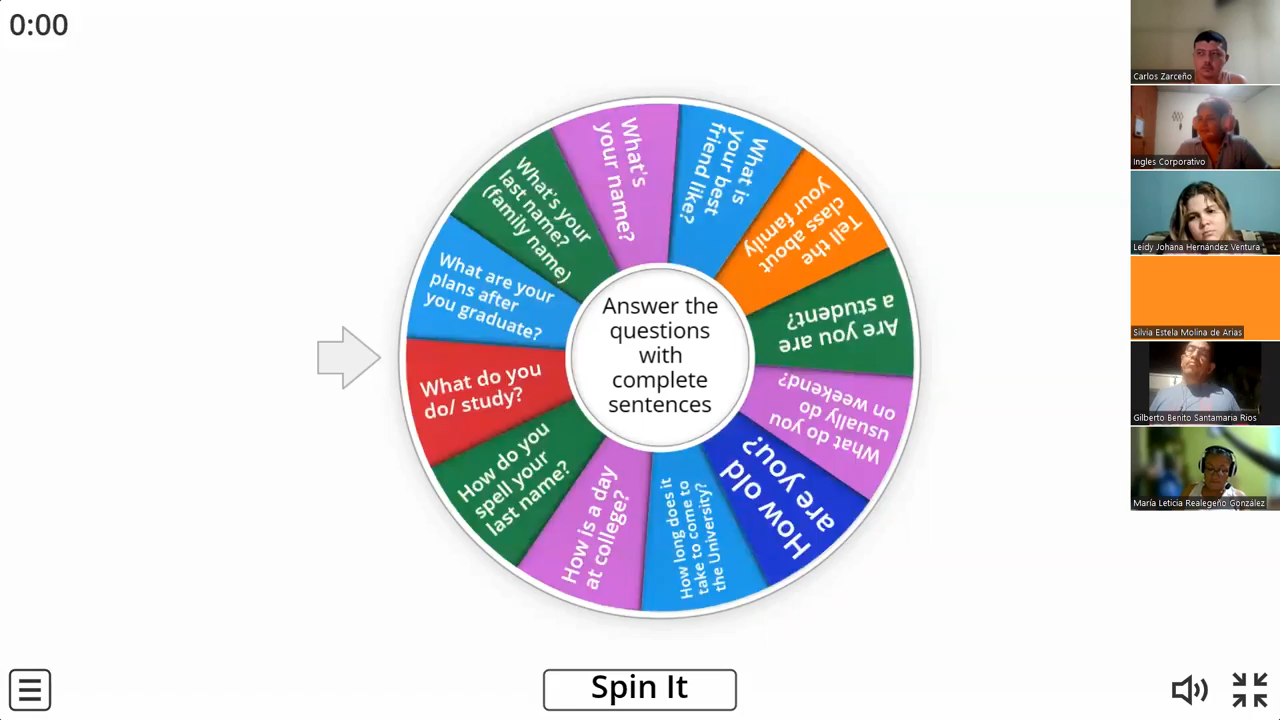 0:00
What's
your name?
What is
your best
friend like?
Tell the
class about
your family
Are you are
a student?
What do you
usually do
on weekend?
How old
are you?
How long does it
take to come to
the University?
How is a day
at college?
How do you
spell your
last name?
What do you
do/ study?
What are your
plans after
you graduate?
What's your
last name?
(family name)
Answer the
questions
with
complete
sentences
Spin It
Carlos Zarceño
Ingles Corporativo
Leidy Johana Hernández Ventura
Silvia Estela Molina de Arias
Gilberto Benito Santamaria Rios
María Leticia Realegeño González